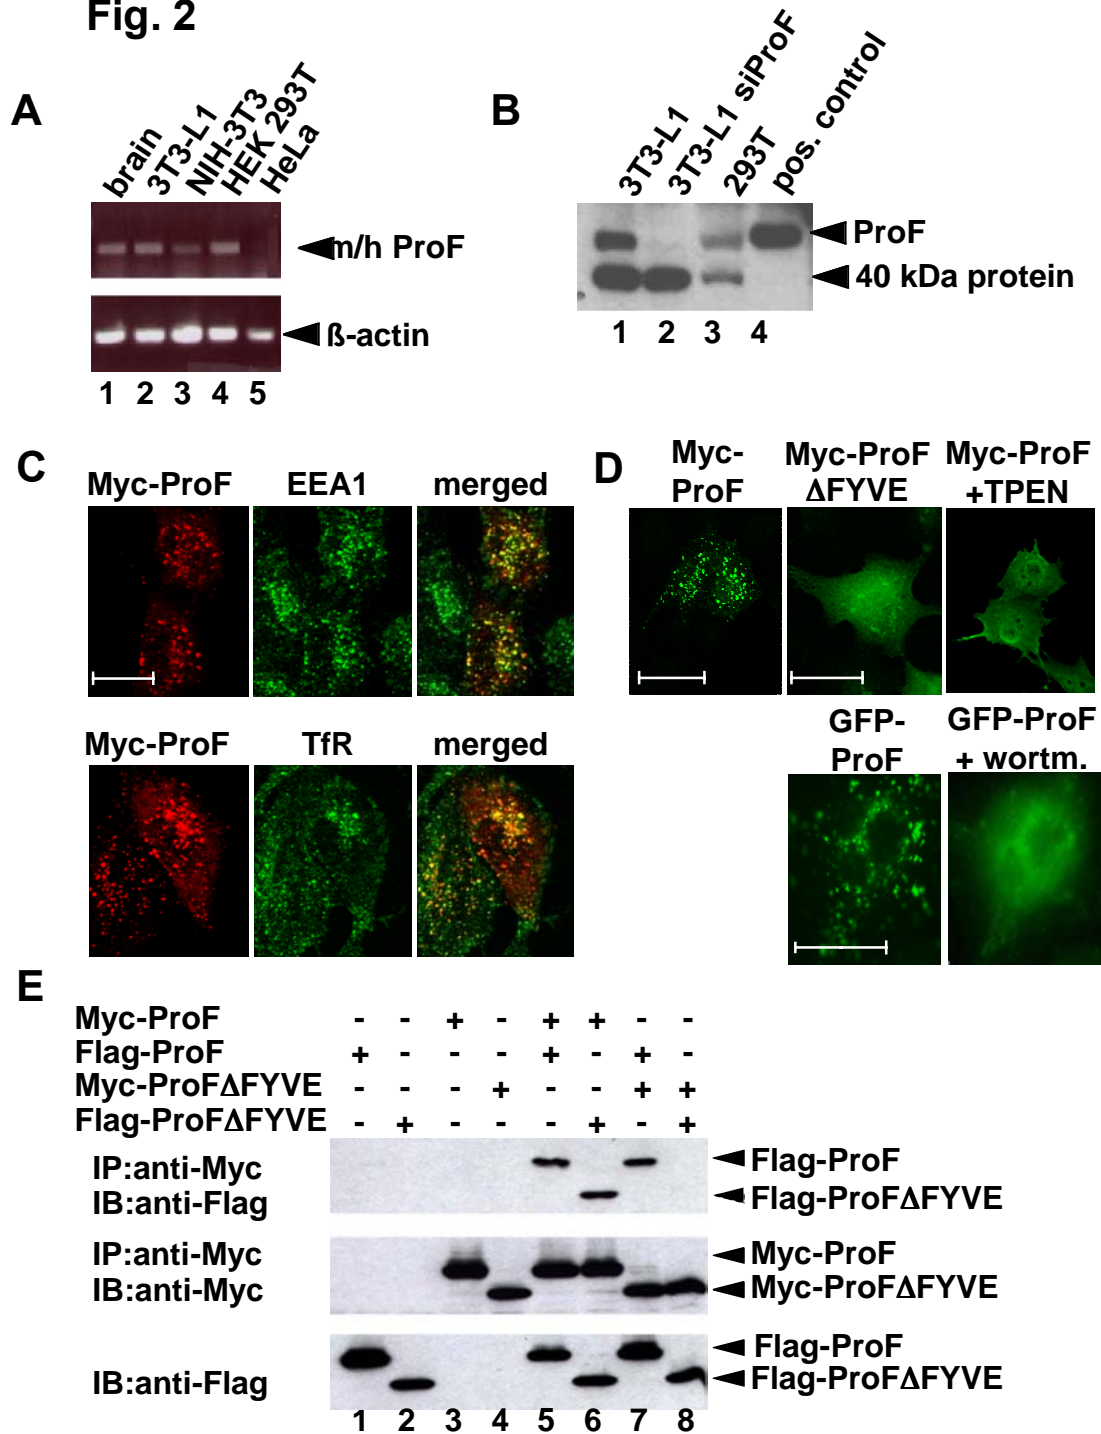 Fig. 2
A
brain
3T3-L1
NIH-3T3
HEK 293T
HeLa
m/h ProF
ß-actin
1 2 3 4 5
B
3T3-L1
3T3-L1 siProF
293T
pos. control
ProF
40 kDa protein
1 2 3 4
C
Myc-ProF EEA1 merged
Myc-ProF TfR merged
D
Myc-
ProF
Myc-ProF
ΔFYVE
Myc-ProF
+TPEN
GFP-
ProF
GFP-ProF
+ wortm.
E
Myc-ProF - - + - + + - -
Flag-ProF + - - - + - + -
Myc-ProFΔFYVE - - - + - - + +
Flag-ProFΔFYVE - + - - - + - +
IP:anti-Myc
IB:anti-Flag
Flag-ProF
Flag-ProFΔFYVE
IP:anti-Myc
IB:anti-Myc
Myc-ProF
Myc-ProFΔFYVE
IB:anti-Flag
Flag-ProF
Flag-ProFΔFYVE
1 2 3 4 5 6 7 8